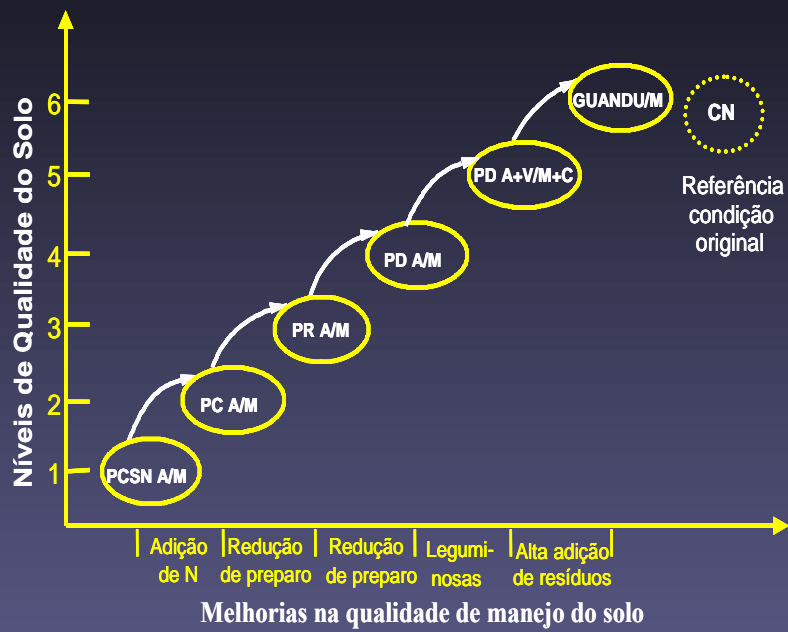 Níveis de Qualidade do Solo
6
5
4
3
2
1
GUANDU/M
CN
PD A+V/M+C
Referência
condição
original
PD A/M
PR A/M
PC A/M
PCSN A/M
Adição
de N
Redução
de preparo
Redução
de preparo
Legumi-
nosas
Alta adição
de resíduos
Melhorias na qualidade de manejo do solo